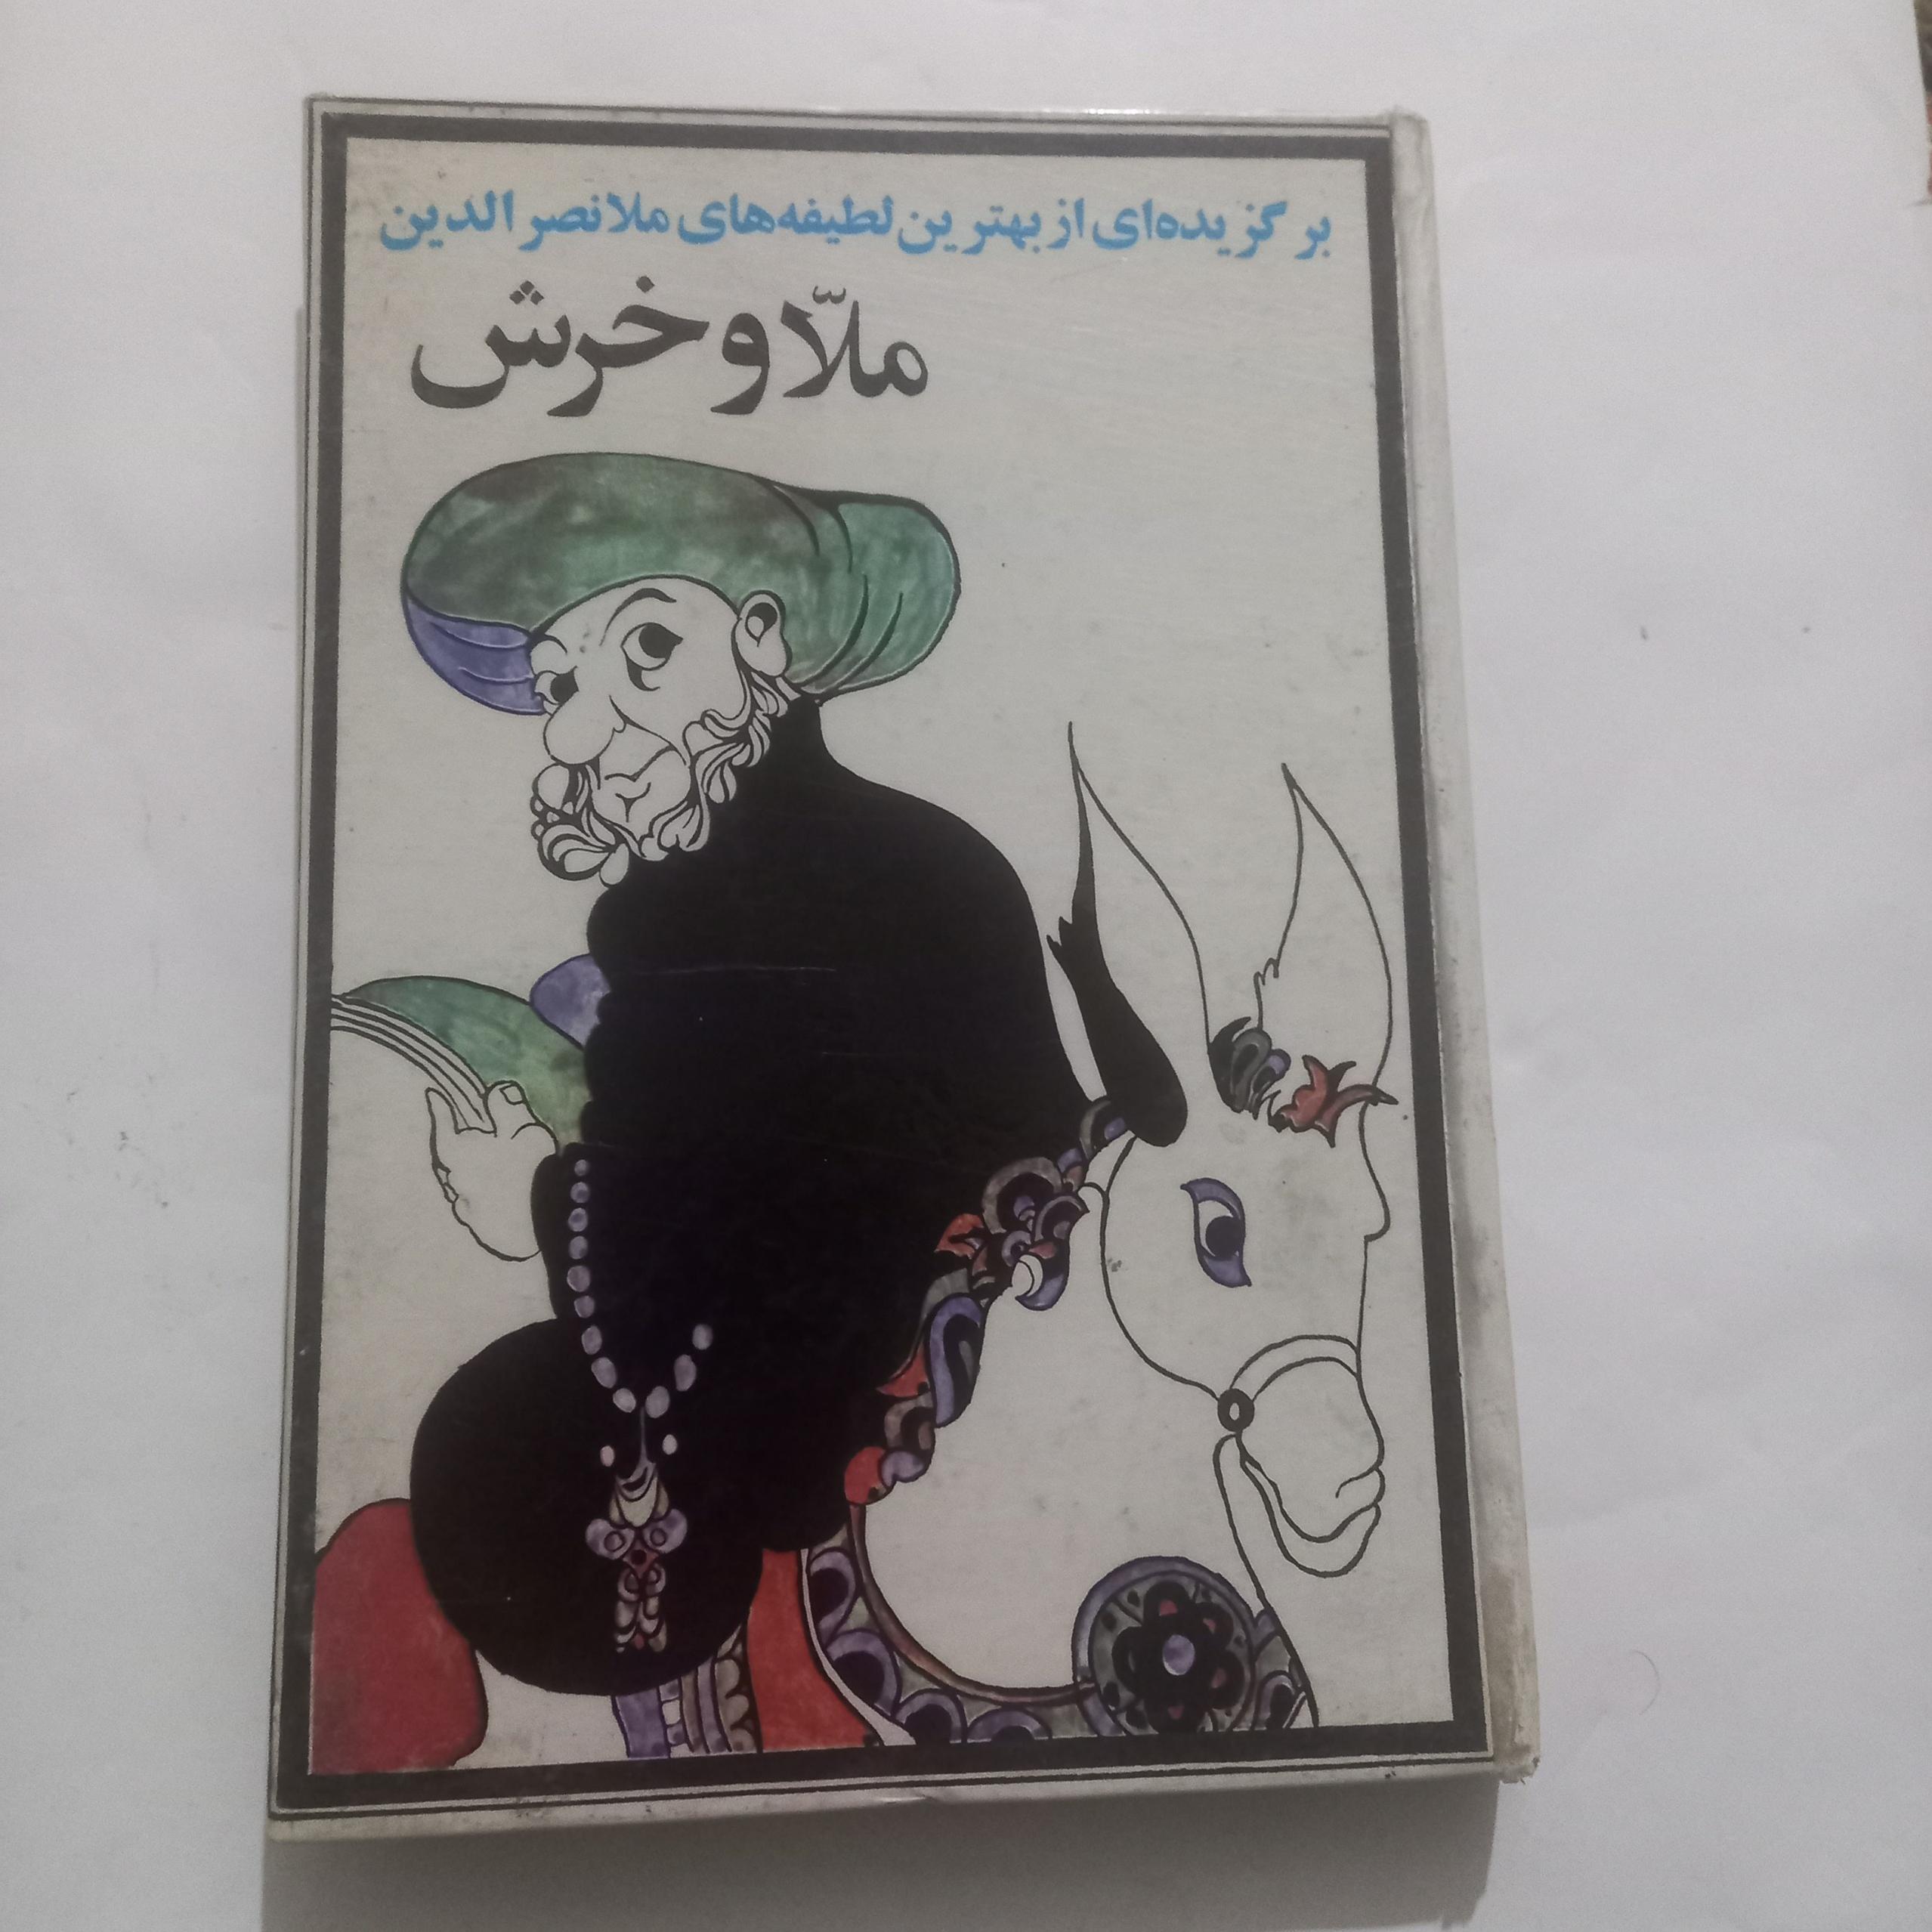 برگزیده‌ای از بهترین لطیفه‌های ملانصرالدین
ملّا و خرش